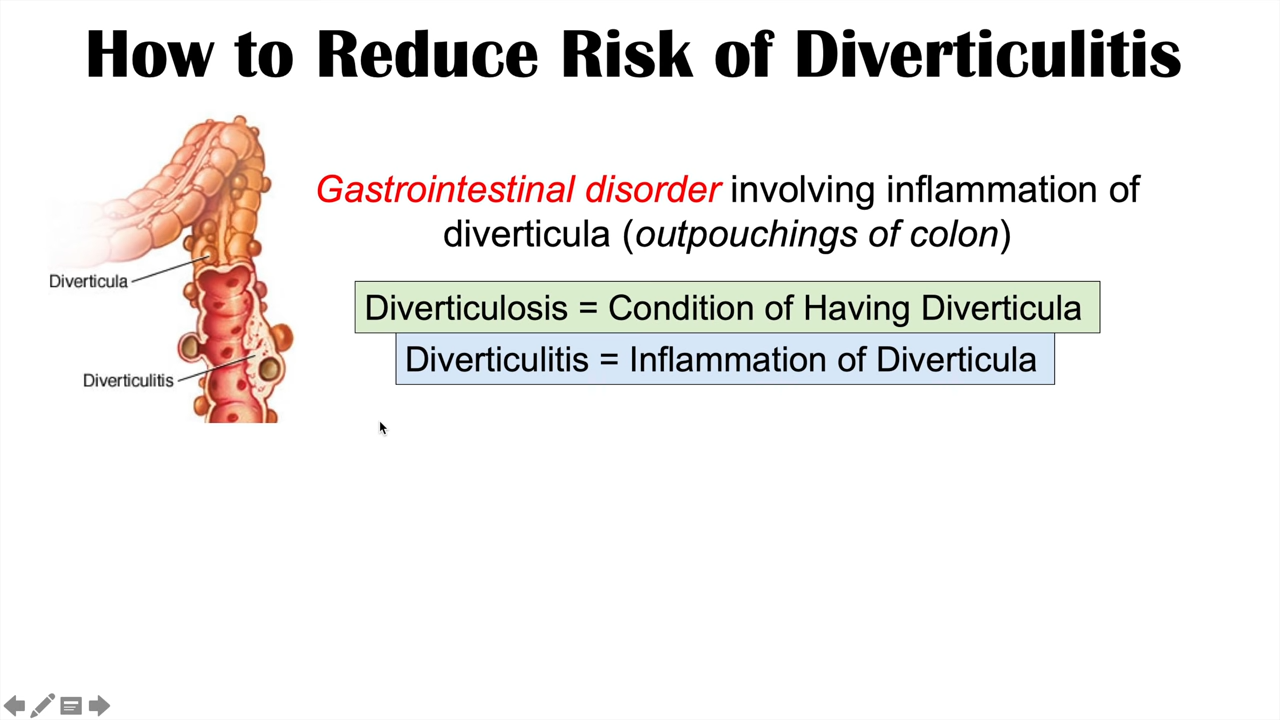 How to Reduce Risk of Diverticulitis
Gastrointestinal disorder involving inflammation of
diverticula (outpouchings of colon)
Diverticulosis = Condition of Having Diverticula
Diverticulitis = Inflammation of Diverticula
Diverticula
Diverticulitis